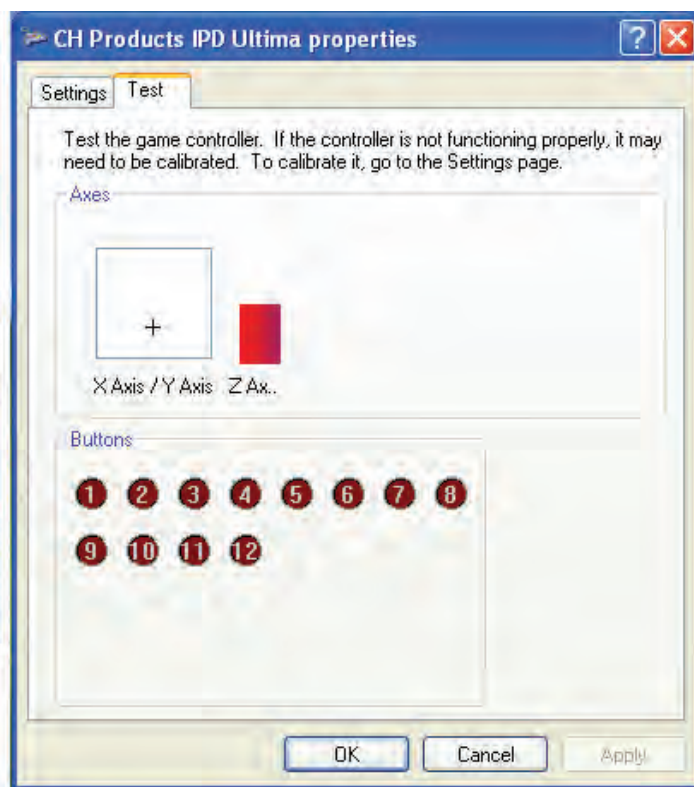 CH Products IPD Ultima properties
Settings Test
Test the game controller. If the controller is not functioning properly, it may
need to be calibrated. To calibrate it, go to the Settings page.
Axes
X Axis / Y Axis Z Ax..
Buttons
1 2 3 4 5 6 7 8
9 10 11 12
OK Cancel Apply